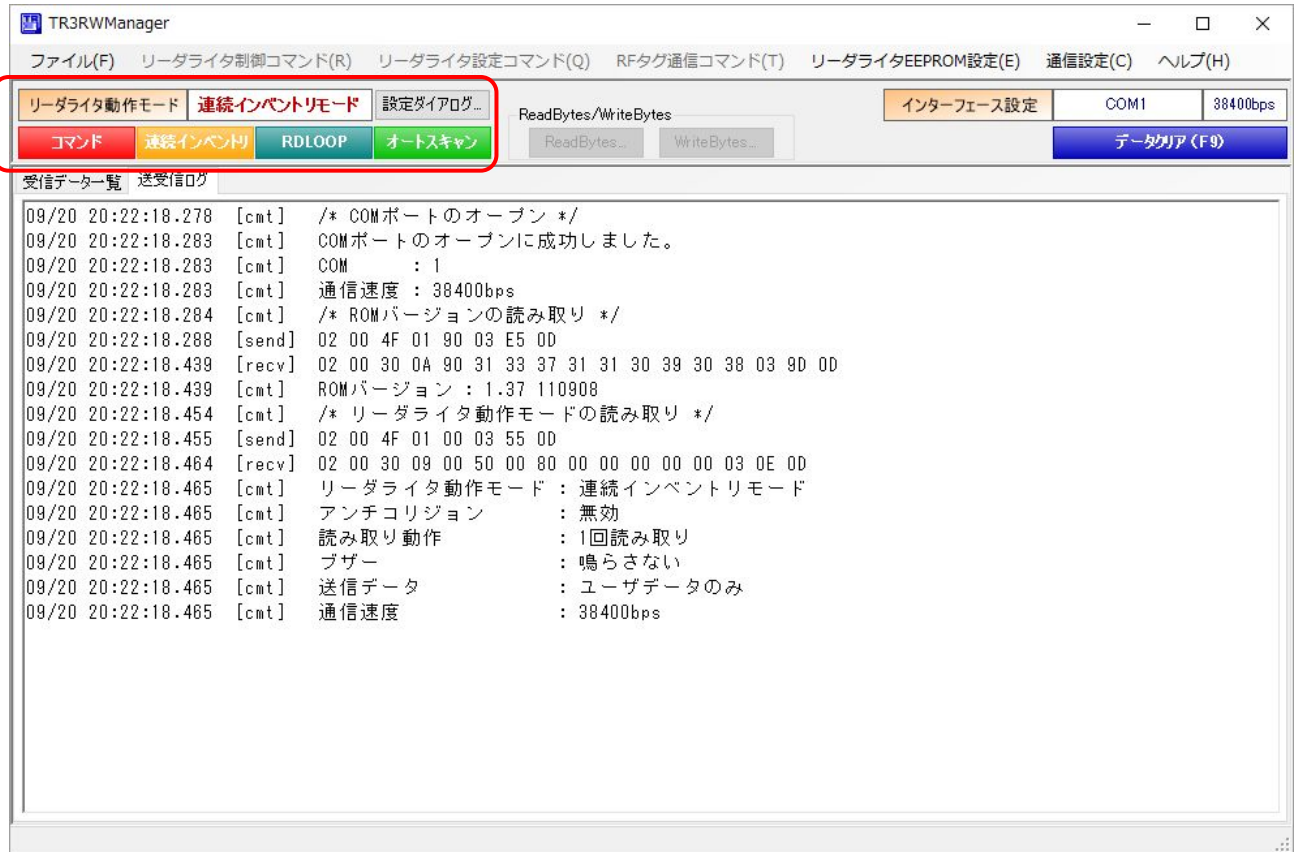 TR3RWManager
ファイル(F) リーダライタ制御コマンド(R) リーダライタ設定コマンド(Q) RFタグ通信コマンド(T) リーダライタEEPROM設定(E) 通信設定(C) ヘルプ(H)
リーダライタ動作モード 連続インベントリモード 設定ダイアログ... ReadBytes/WriteBytes インターフェース設定 COM1 38400bps
コマンド 連続インベントリ RDLOOP オートスキャン ReadBytes... WriteBytes... データクリア (F9)
受信データ一覧 送受信ログ
09/20 20:22:18.278 [cmt] /* COMポートのオープン */
09/20 20:22:18.283 [cmt] COMポートのオープンに成功しました。
09/20 20:22:18.283 [cmt] COM : 1
09/20 20:22:18.283 [cmt] 通信速度 : 38400bps
09/20 20:22:18.284 [cmt] /* ROMバージョンの読み取り */
09/20 20:22:18.288 [send] 02 00 4F 01 90 03 E5 0D
09/20 20:22:18.439 [recv] 02 00 30 0A 90 31 33 37 31 31 30 39 30 38 03 9D 0D
09/20 20:22:18.439 [cmt] ROMバージョン : 1.37 110908
09/20 20:22:18.454 [cmt] /* リーダライタ動作モードの読み取り */
09/20 20:22:18.455 [send] 02 00 4F 01 00 03 55 0D
09/20 20:22:18.464 [recv] 02 00 30 09 00 50 00 80 00 00 00 00 00 03 0E 0D
09/20 20:22:18.465 [cmt] リーダライタ動作モード : 連続インベントリモード
09/20 20:22:18.465 [cmt] アンチコリジョン : 無効
09/20 20:22:18.465 [cmt] 読み取り動作 : 1回読み取り
09/20 20:22:18.465 [cmt] ブザー : 鳴らさない
09/20 20:22:18.465 [cmt] 送信データ : ユーザデータのみ
09/20 20:22:18.465 [cmt] 通信速度 : 38400bps